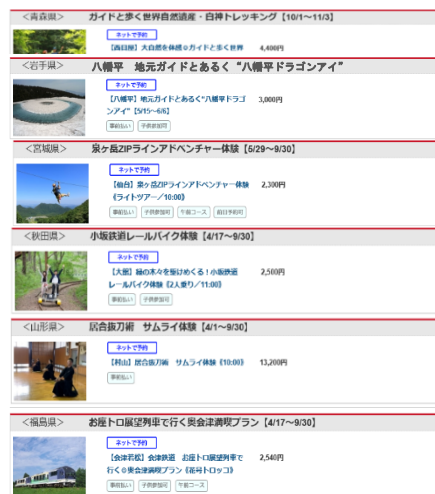 ＜青森県＞　ガイドと歩く世界自然遺産・白神トレッキング【10/1～11/3】
ネットで予約
【西目屋】大自然を体感◎ガイドと歩く世界　4,400円
＜岩手県＞　八幡平　地元ガイドとあるく“八幡平ドラゴンアイ”
ネットで予約
【八幡平】地元ガイドとあるく“八幡平ドラゴ　3,000円
ンアイ”【5/15～6/6】
事前払い　子供参加可
＜宮城県＞　泉ヶ岳ZIPラインアドベンチャー体験【5/29～9/30】
ネットで予約
【仙台】泉ヶ岳ZIPラインアドベンチャー体験　2,300円
《ライトツアー／10:00》
事前払い　子供参加可　午前コース　前日予約可
＜秋田県＞　小坂鉄道レールバイク体験【4/17～9/30】
ネットで予約
【大館】緑の木々を駆けめくる！小坂鉄道　2,500円
レールバイク体験《2人乗り／11:00》
事前払い　子供参加可
＜山形県＞　居合抜刀術　サムライ体験【4/1～9/30】
ネットで予約
【村山】居合抜刀術　サムライ体験《10:00》　13,200円
事前払い
＜福島県＞　お座トロ展望列車で行く奥会津満喫プラン【4/17～9/30】
ネットで予約
【会津若松】会津鉄道　お座トロ展望列車で　2,540円
行く◎奥会津満喫プラン《花号トロッコ》
事前払い　子供参加可　午前コース